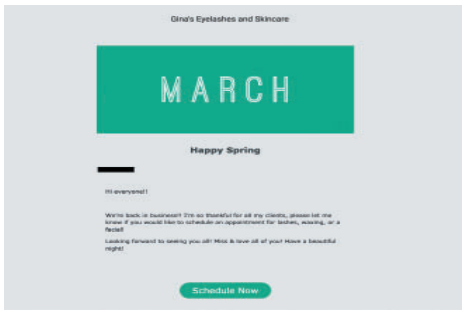 Gina's Eyelashes and Skincare
MARCH
Happy Spring
Hi everyone!!
We're back in business!! I'm so thankful for all my clients, please let me
know if you would like to schedule an appointment for lashes, waxing, or a
facial!
Looking forward to seeing you all! Miss & love all of you! Have a beautiful
night!
Schedule Now